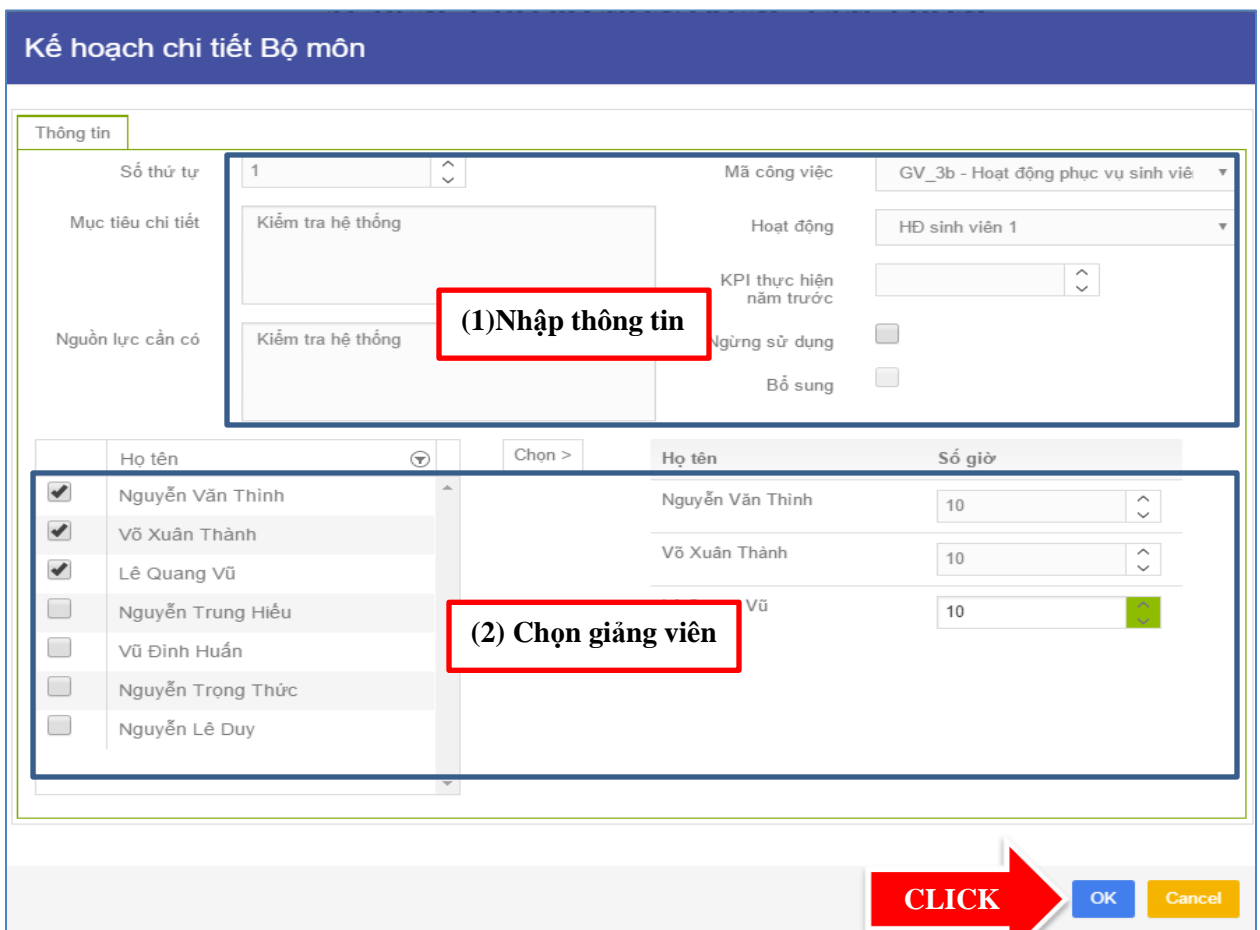 Kế hoạch chi tiết Bộ môn
Thông tin
Số thứ tự
1
Mã công việc
GV_3b - Hoạt động phục vụ sinh viê
Mục tiêu chi tiết
Kiểm tra hệ thống
Hoạt động
HĐ sinh viên 1
KPI thực hiện
năm trước
(1)Nhập thông tin
Nguồn lực cần có
Kiểm tra hệ thống
Ngừng sử dụng
Bổ sung
Họ tên
Chọn >
Họ tên
Số giờ
Nguyễn Văn Thình
Võ Xuân Thành
Lê Quang Vũ
Nguyễn Trung Hiếu
Vũ Đình Huấn
Nguyễn Trọng Thức
Nguyễn Lê Duy
Nguyễn Văn Thình
10
Võ Xuân Thành
10
Vũ
10
(2) Chọn giảng viên
CLICK
OK
Cancel